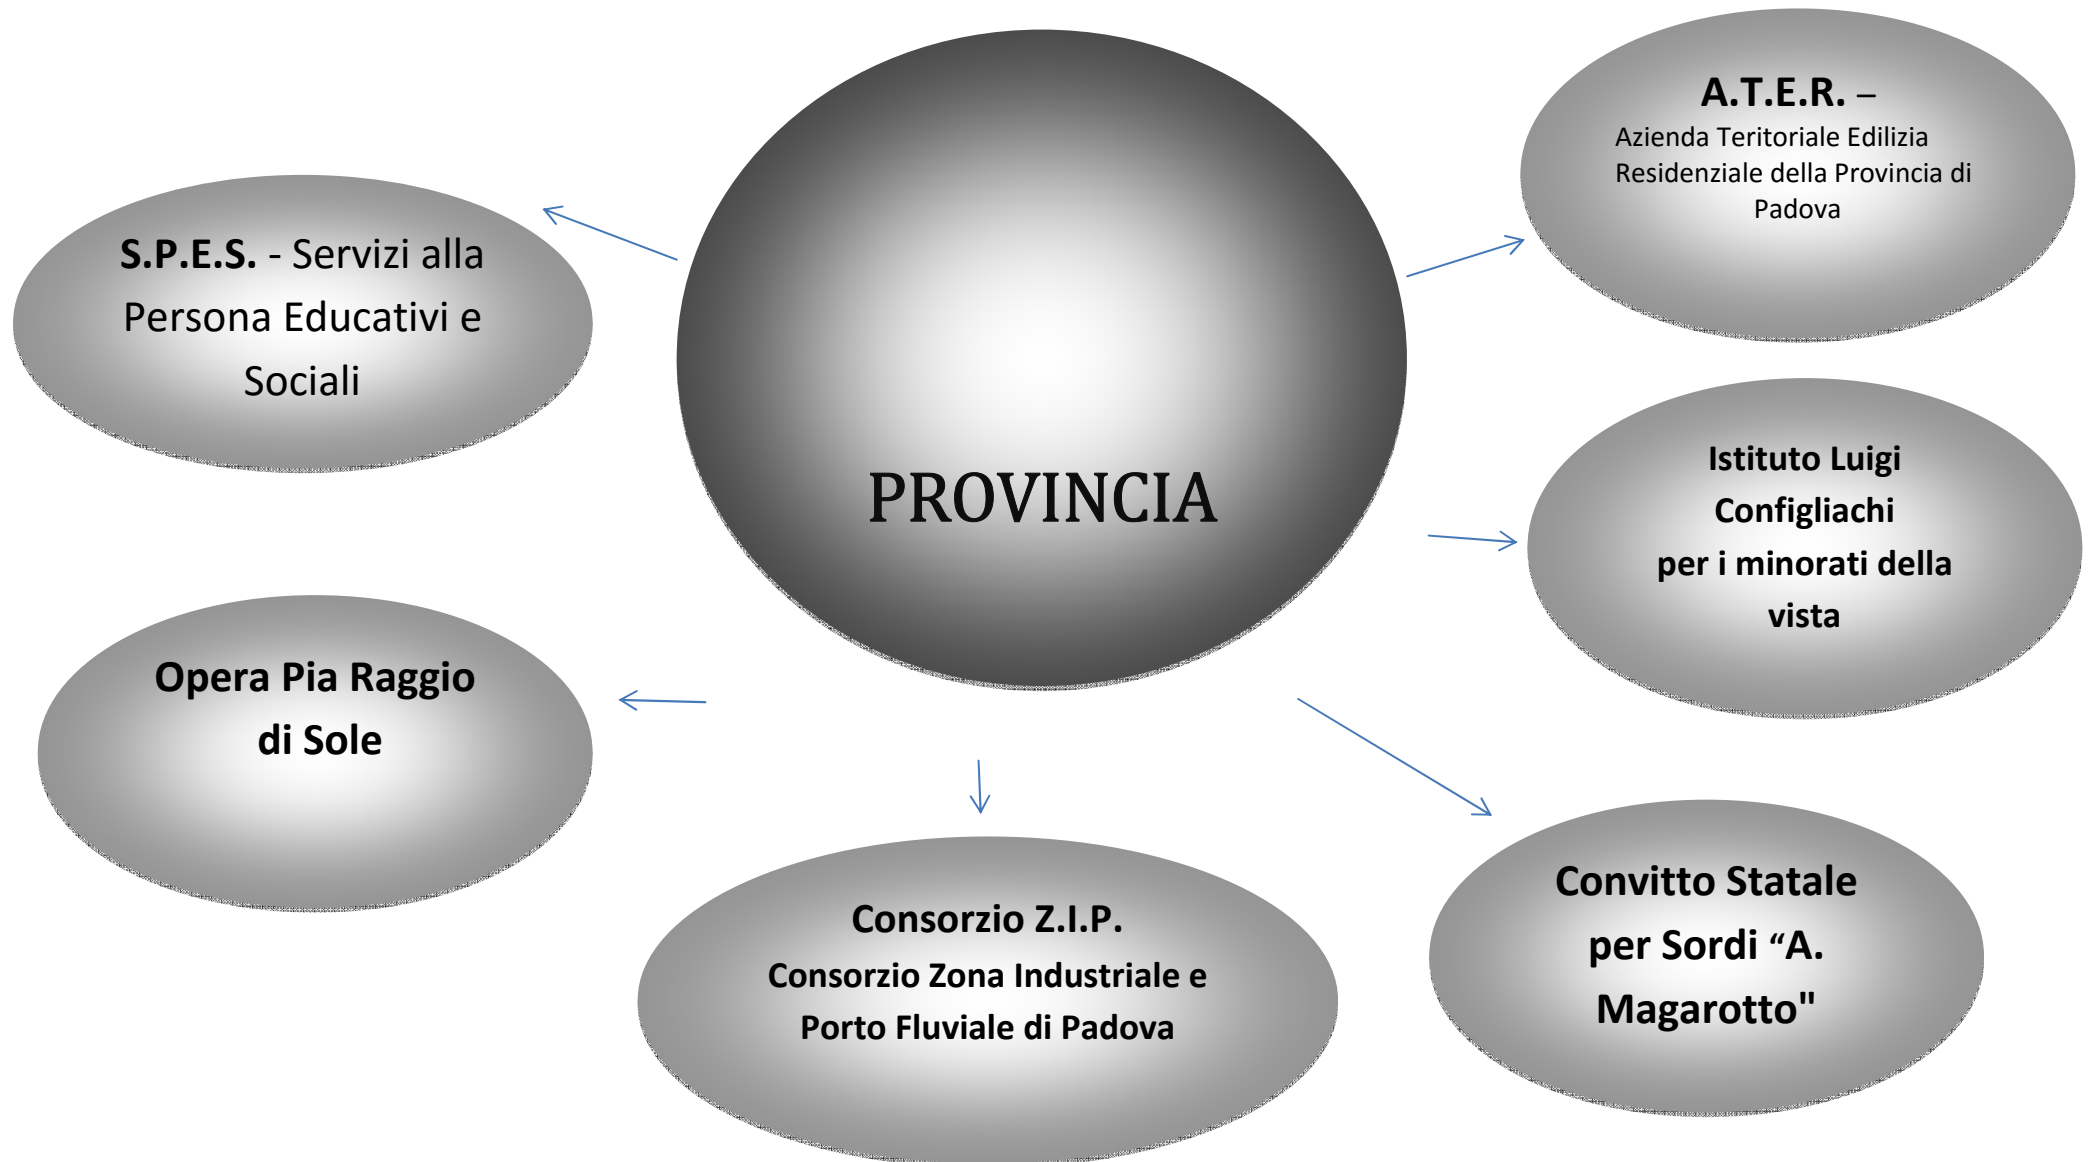 A.T.E.R. –
Azienda Teritoriale Edilizia
Residenziale della Provincia di
Padova
S.P.E.S. - Servizi alla
Persona Educativi e
Sociali
PROVINCIA
Istituto Luigi
Configliachi
per i minorati della
vista
Opera Pia Raggio
di Sole
Consorzio Z.I.P.
Consorzio Zona Industriale e
Porto Fluviale di Padova
Convitto Statale
per Sordi “A.
Magarotto"